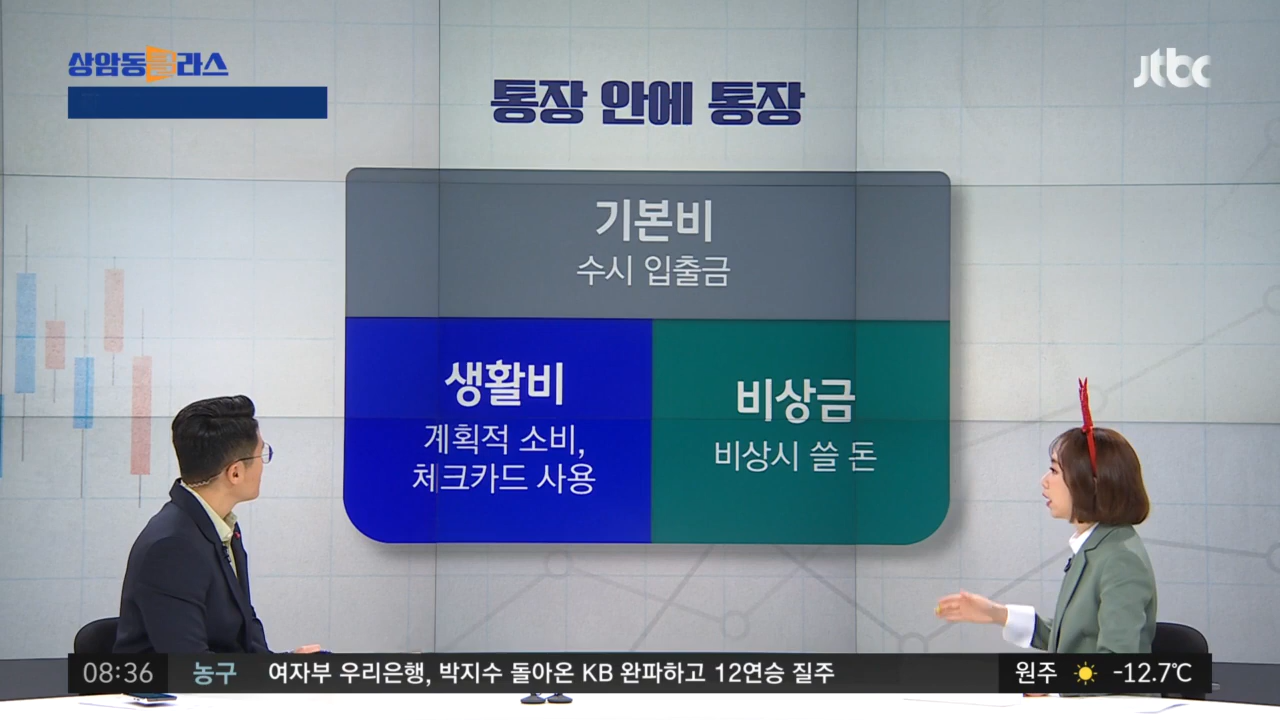 상암동클라스
jtbc
통장 안에 통장
기본비
수시 입출금
생활비
계획적 소비,
체크카드 사용
비상금
비상시 쓸 돈
08:36 농구 여자부 우리은행, 박지수 돌아온 KB 완파하고 12연승 질주 원주 -12.7℃